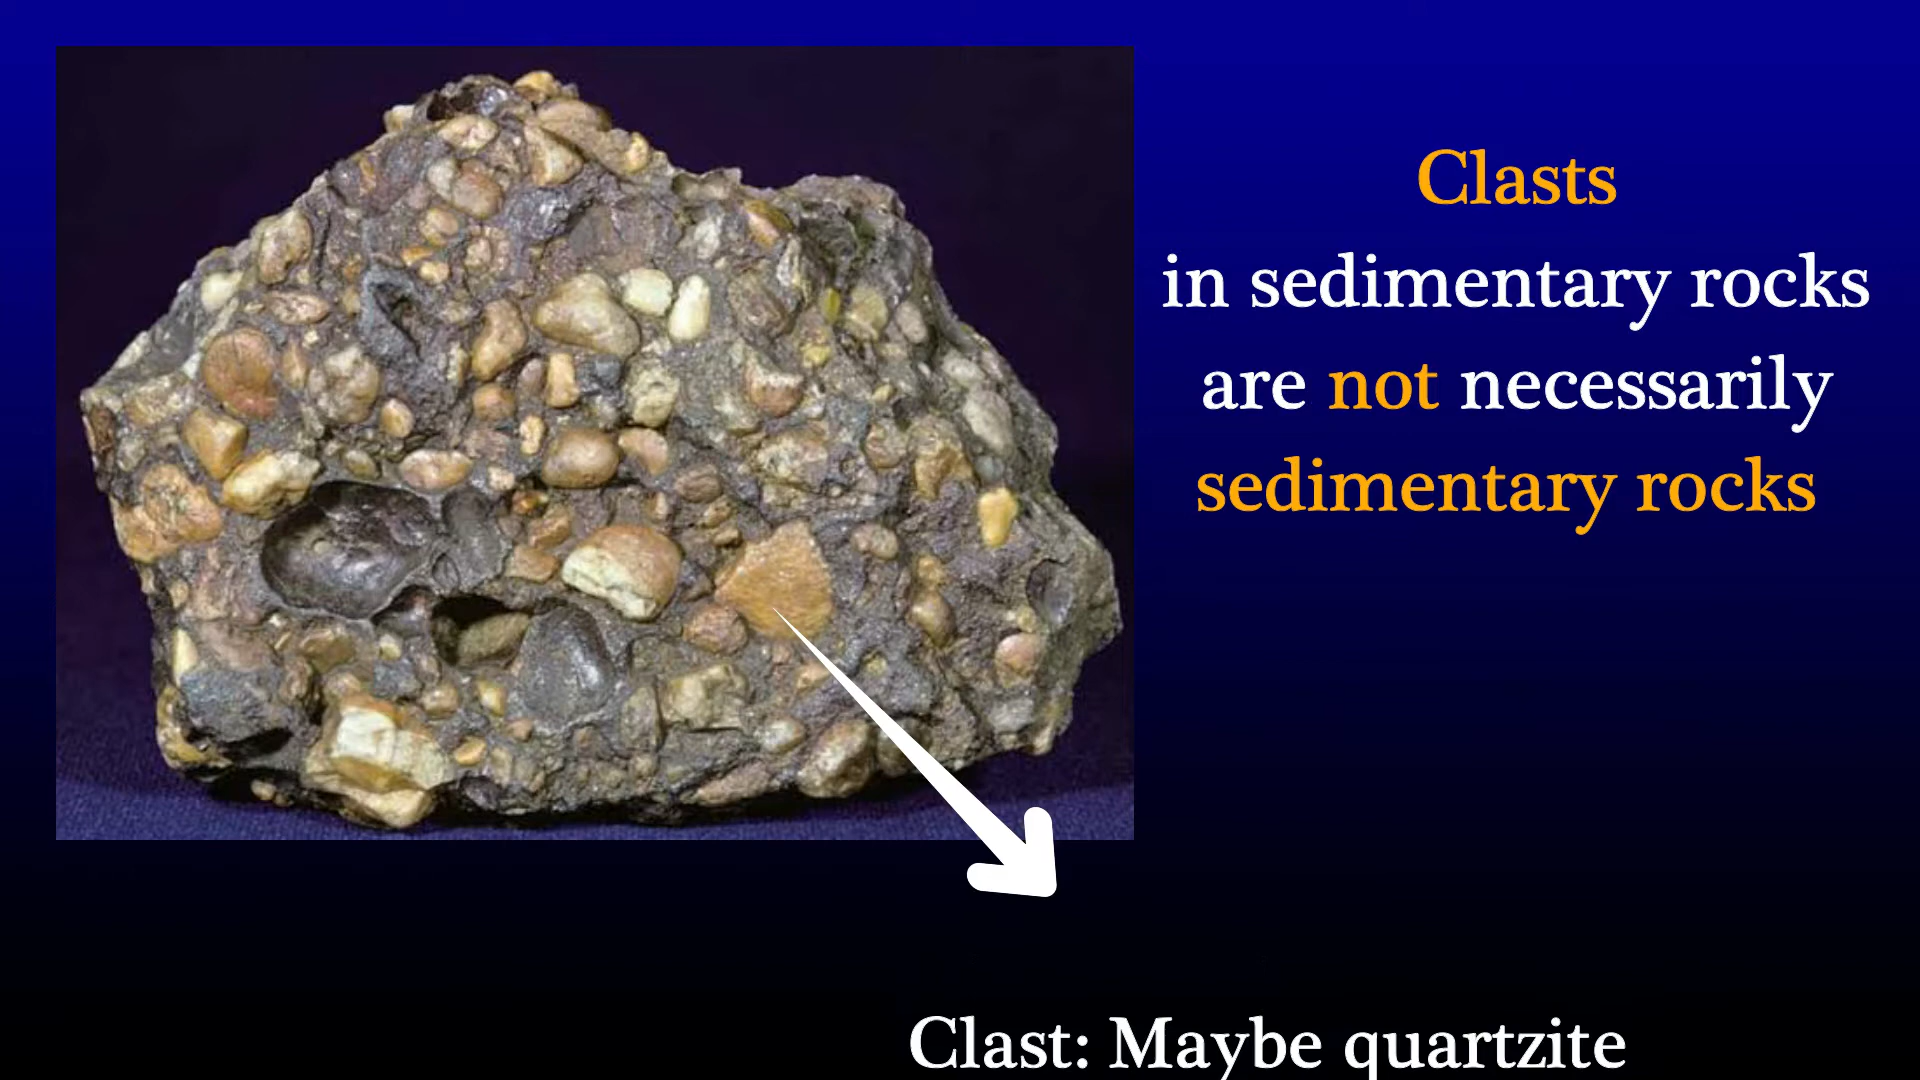 Clasts
in sedimentary rocks
are not necessarily
sedimentary rocks
Clast: Maybe quartzite